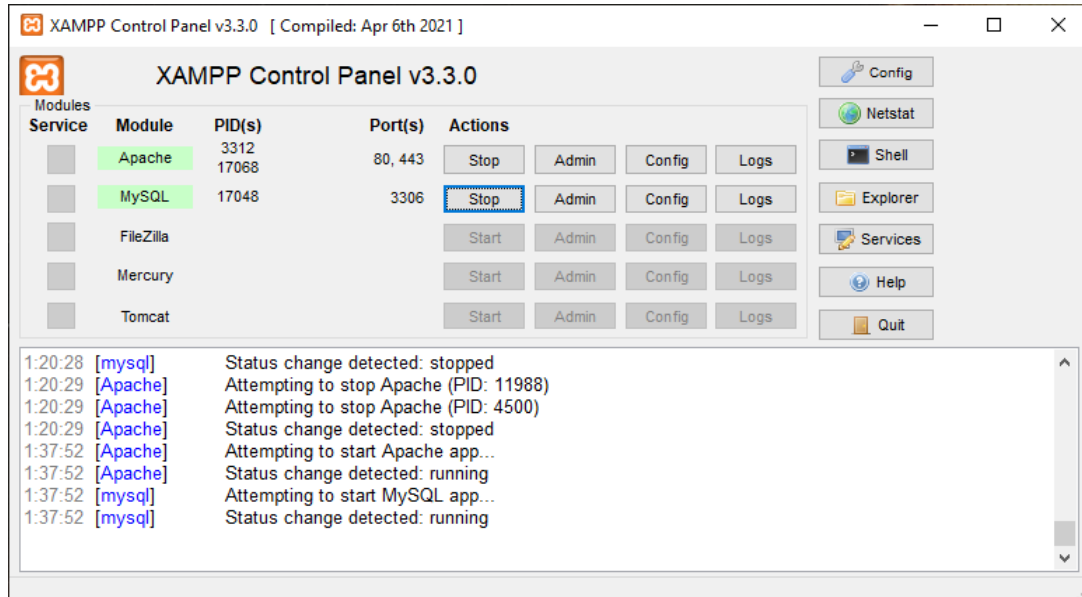 XAMPP Control Panel v3.3.0 [ Compiled: Apr 6th 2021 ]
XAMPP Control Panel v3.3.0
Modules
Service Module PID(s) Port(s) Actions
Apache 3312 17068 80, 443 Stop Admin Config Logs
MySQL 17048 3306 Stop Admin Config Logs
FileZilla Start Admin Config Logs
Mercury Start Admin Config Logs
Tomcat Start Admin Config Logs
Config
Netstat
Shell
Explorer
Services
Help
Quit
1:20:28 [mysql] Status change detected: stopped
1:20:29 [Apache] Attempting to stop Apache (PID: 11988)
1:20:29 [Apache] Attempting to stop Apache (PID: 4500)
1:20:29 [Apache] Status change detected: stopped
1:37:52 [Apache] Attempting to start Apache app...
1:37:52 [Apache] Status change detected: running
1:37:52 [mysql] Attempting to start MySQL app...
1:37:52 [mysql] Status change detected: running